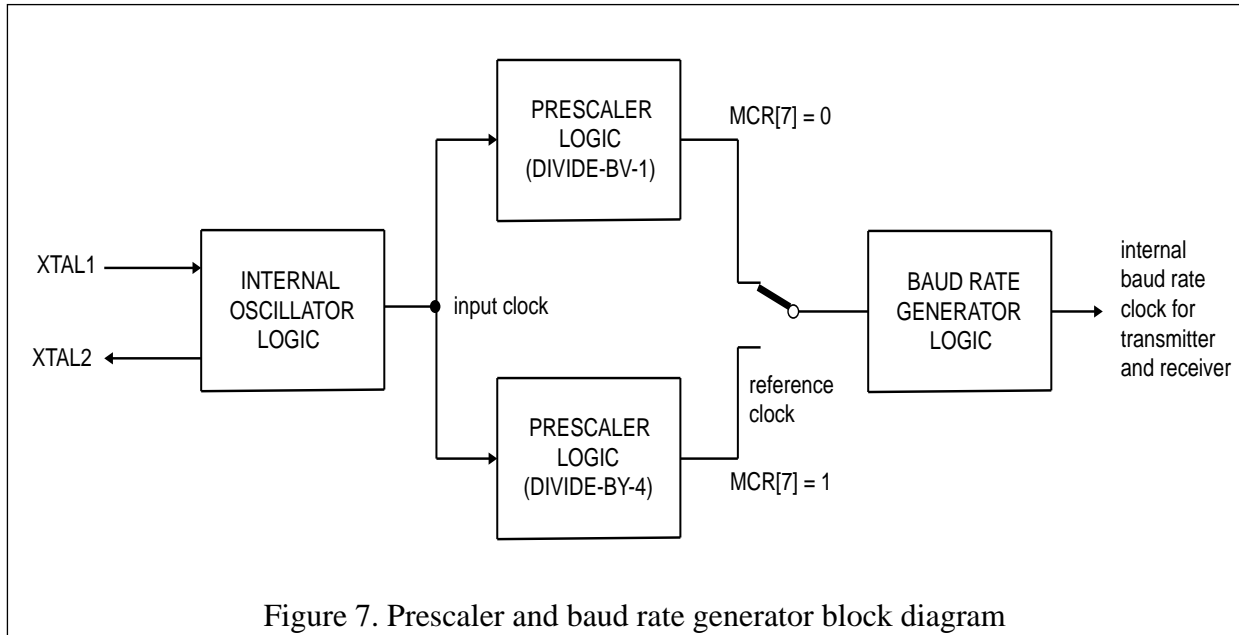 XTAL1
XTAL2
INTERNAL
OSCILLATOR
LOGIC
input clock
PRESCALER
LOGIC
(DIVIDE-BV-1)
MCR[7] = 0
PRESCALER
LOGIC
(DIVIDE-BY-4)
MCR[7] = 1
reference
clock
BAUD RATE
GENERATOR
LOGIC
internal
baud rate
clock for
transmitter
and receiver
Figure 7. Prescaler and baud rate generator block diagram